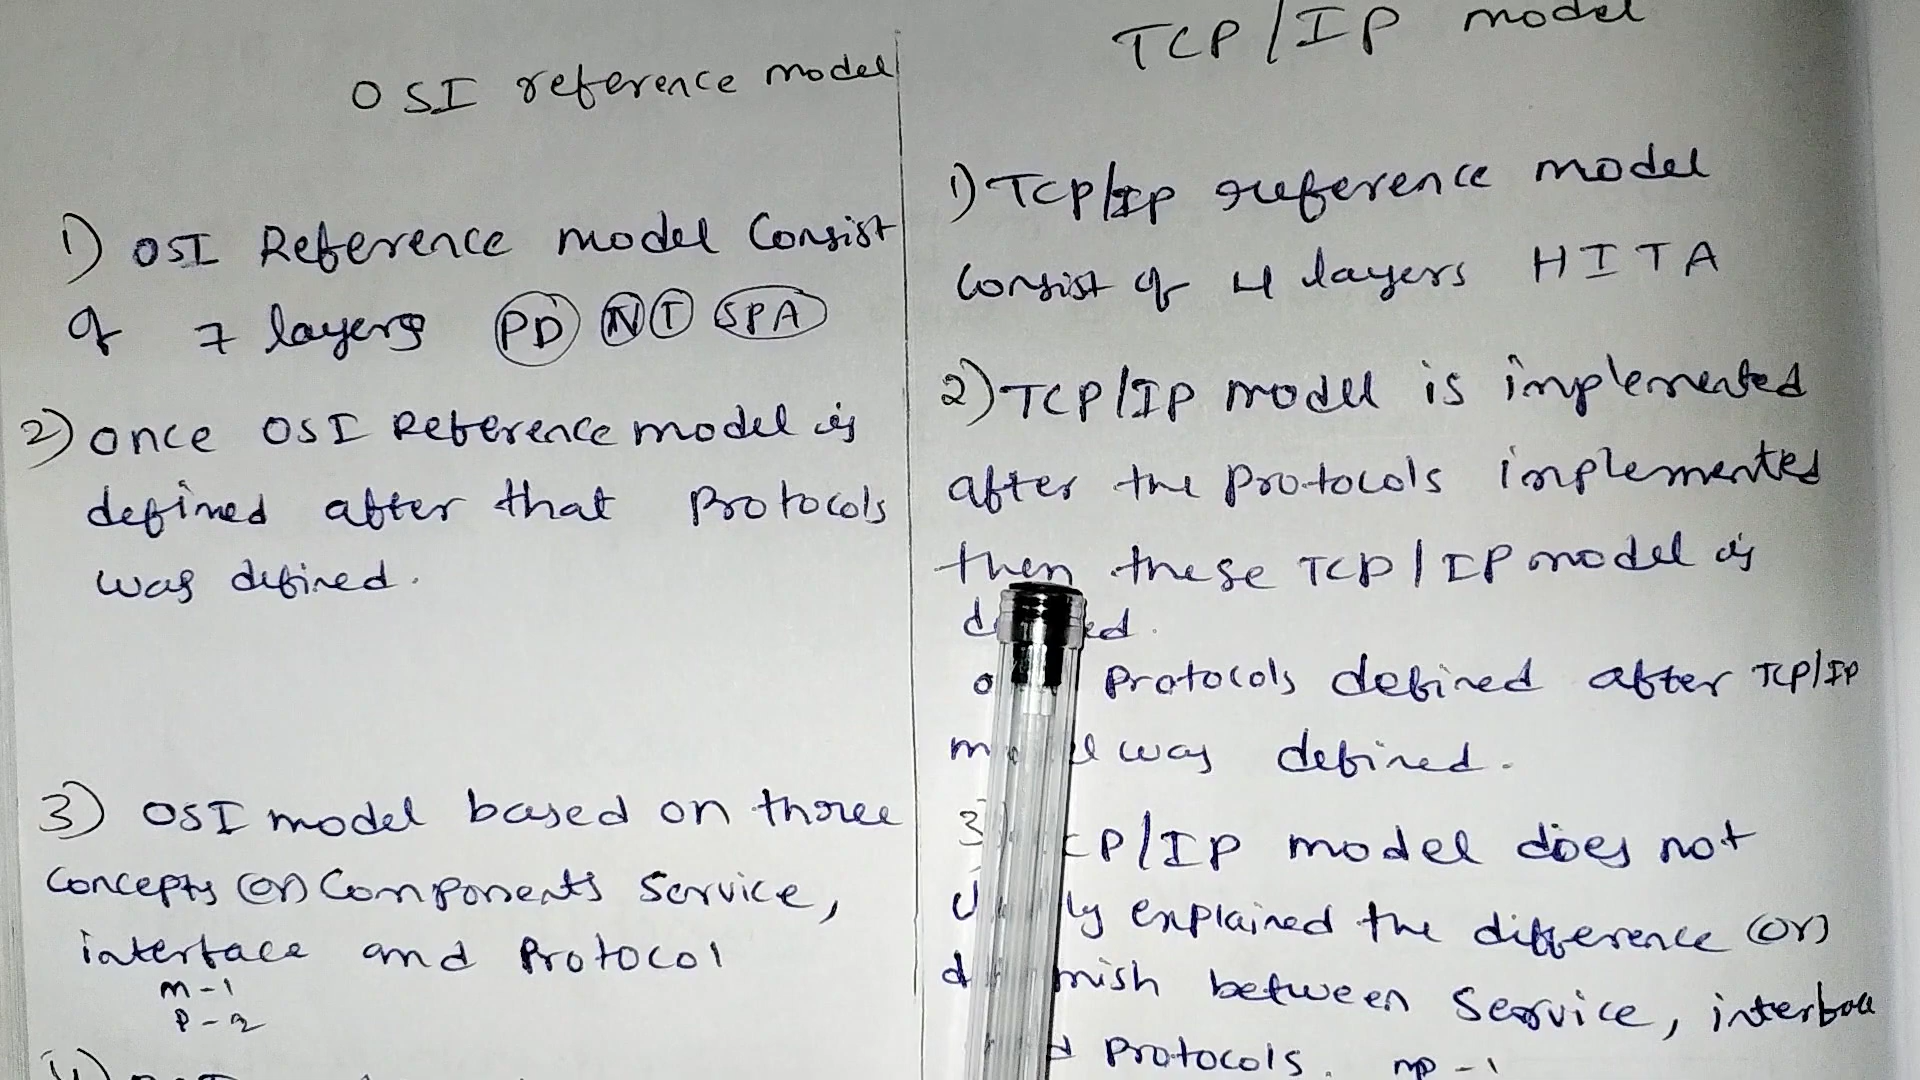 OSI reference model
1) OSI Reference model Consist
of 7 layers PD N T SPA
2) once OSI Reference model is
defined after that Protocols
was defined.
3) OSI model based on three
concepts (or) Components Service,
interface and Protocol
m-1
p-2
TCP/IP model
1) TCP/IP reference model
Consist of 4 layers HITA
2) TCP/IP model is implemented
after the Protocols implemented
then these TCP/IP model is
Protocols defined after TCP/IP
was defined.
3) model does not
explained the difference (or)
between Service, interface
Protocols. mp-1